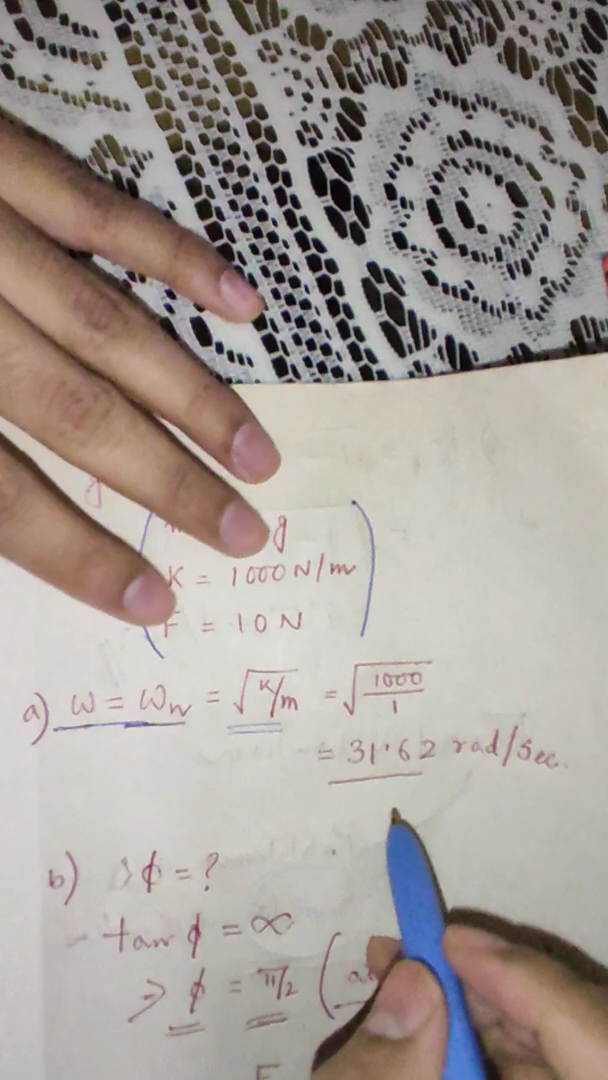 g
K = 1000 N/m
F = 10 N
a) ω = ωn = √K/m = √1000/1
= 31.62 rad/sec.
b) φ = ?
tan φ = ∞
⇒ φ = π/2 (
F